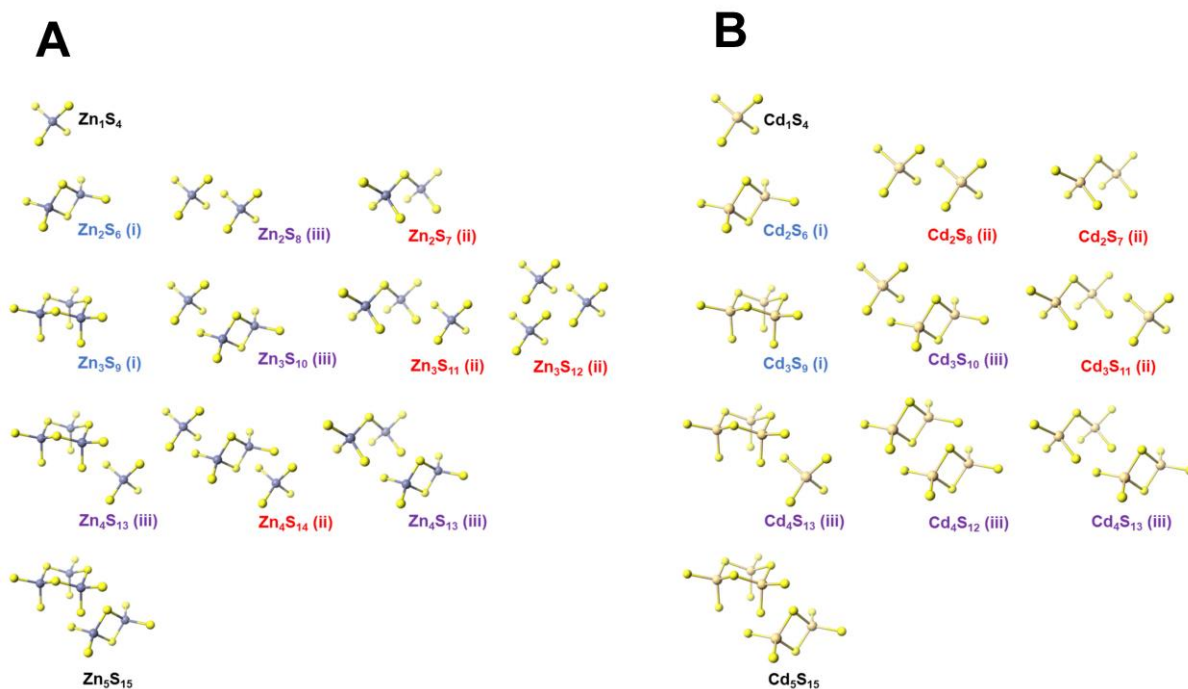 A
B
Zn₁S₄
Cd₁S₄
Zn₂S₆ (i)
Zn₂S₈ (iii)
Zn₂S₇ (ii)
Cd₂S₆ (i)
Cd₂S₈ (ii)
Cd₂S₇ (ii)
Zn₃S₉ (i)
Zn₃S₁₀ (iii)
Zn₃S₁₁ (ii)
Zn₃S₁₂ (ii)
Cd₃S₉ (i)
Cd₃S₁₀ (iii)
Cd₃S₁₁ (ii)
Zn₄S₁₃ (iii)
Zn₄S₁₄ (ii)
Zn₄S₁₃ (iii)
Cd₄S₁₃ (iii)
Cd₄S₁₂ (iii)
Cd₄S₁₃ (iii)
Zn₅S₁₅
Cd₅S₁₅